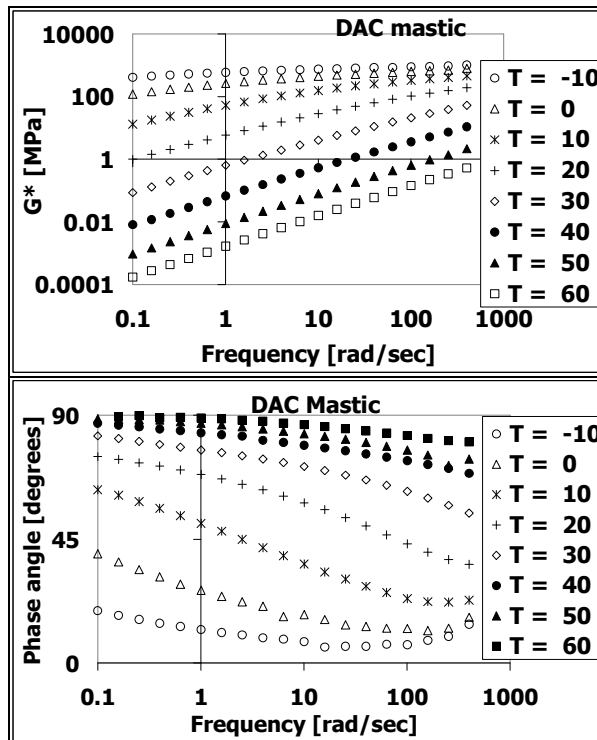 DAC mastic
G* [MPa]
10000
100
1
0.01
0.0001
0.1 1 10 100 1000
Frequency [rad/sec]
T = -10
T = 0
T = 10
T = 20
T = 30
T = 40
T = 50
T = 60
DAC Mastic
Phase angle [degrees]
90
45
0
0.1 1 10 100 1000
Frequency [rad/sec]
T = -10
T = 0
T = 10
T = 20
T = 30
T = 40
T = 50
T = 60